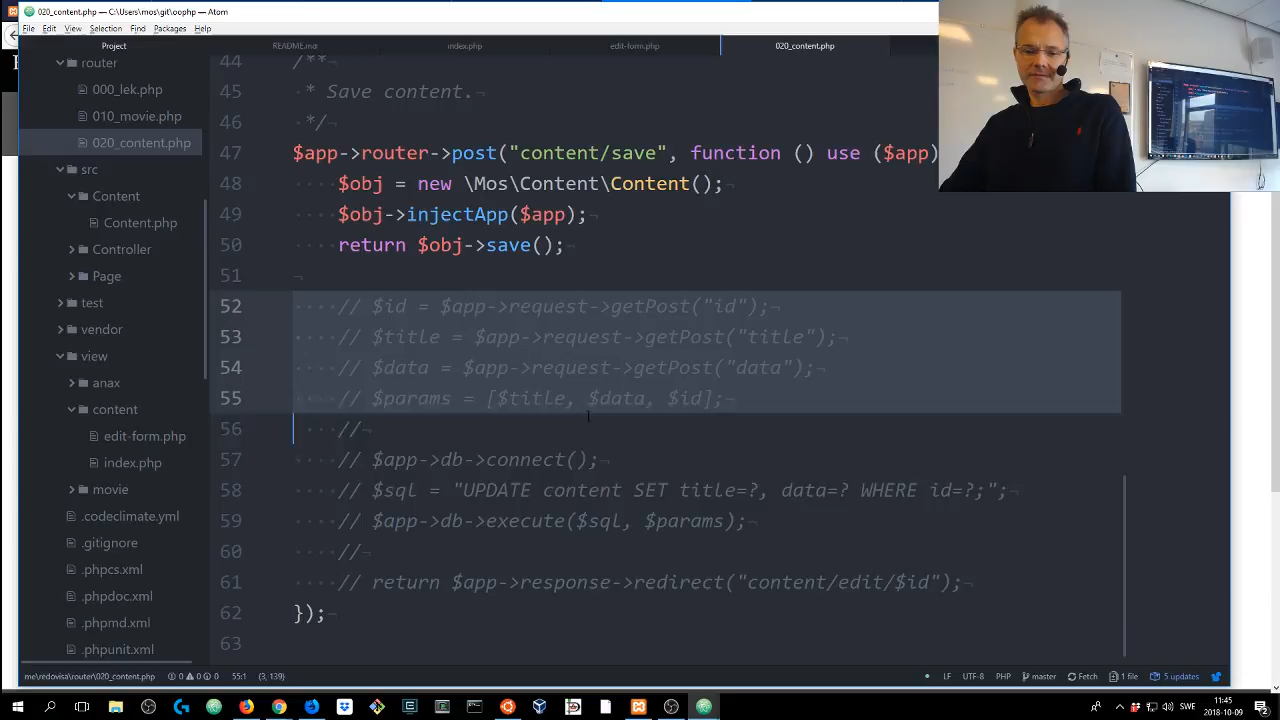 020_content.php — C:\Users\mos\git\oophp — Atom
File Edit View Selection Find Packages Help
Project
README.md
index.php
edit-form.php
020_content.php
router
000_lek.php
010_movie.php
020_content.php
src
Content
Content.php
Controller
Page
test
vendor
view
anax
content
edit-form.php
index.php
movie
.codeclimate.yml
.gitignore
.phpcs.xml
.phpdoc.xml
.phpmd.xml
.phpunit.xml
44 /**
45 * Save content.
46 */
47 $app->router->post("content/save", function () use ($app)
48 $obj = new \Mos\Content\Content();
49 $obj->injectApp($app);
50 return $obj->save();
51
52 // $id = $app->request->getPost("id");
53 // $title = $app->request->getPost("title");
54 // $data = $app->request->getPost("data");
55 // $params = [$title, $data, $id];
56 //
57 // $app->db->connect();
58 // $sql = "UPDATE content SET title=?, data=? WHERE id=?;";
59 // $app->db->execute($sql, $params);
60 //
61 // return $app->response->redirect("content/edit/$id");
62 });
63
me\redovisa\router\020_content.php 0 0 0 55:1 (3, 139) LF UTF-8 PHP master Fetch 1 file 5 updates
SWE
11:45
2018-10-09